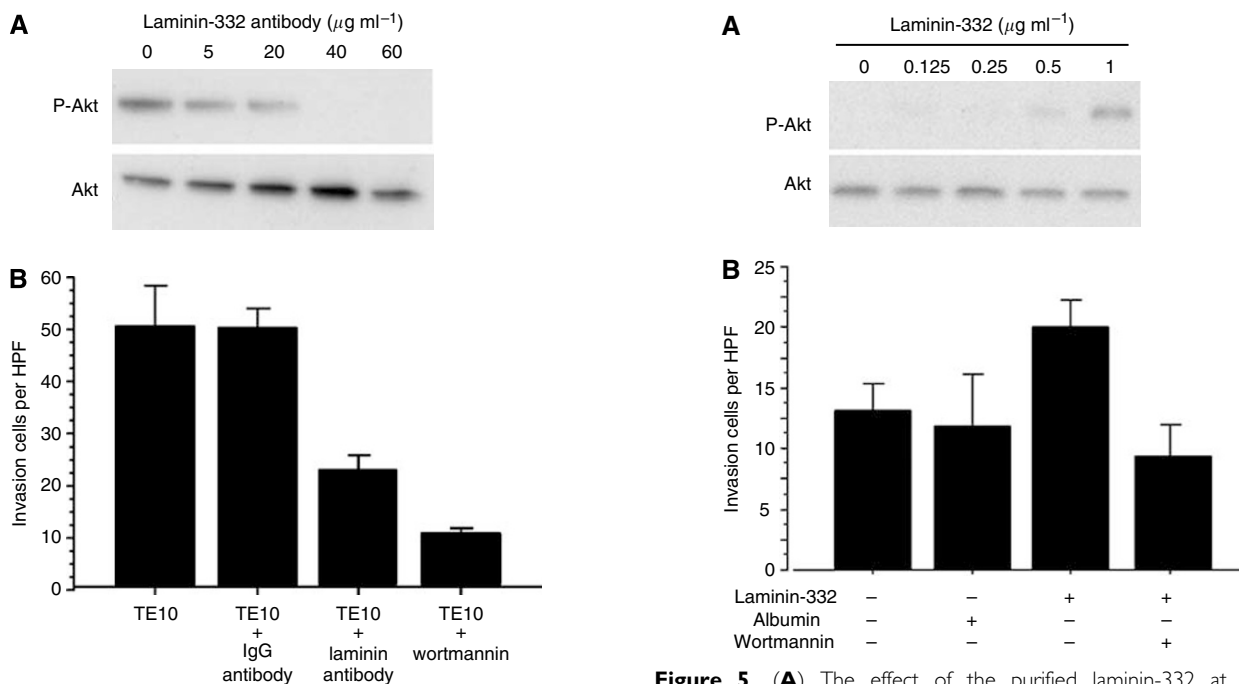 A
Laminin-332 antibody (μg ml⁻¹)
0 5 20 40 60
P-Akt
Akt
B
60
50
40
30
20
10
0
Invasion cells per HPF
TE10
TE10
+
IgG
antibody
TE10
+
laminin
antibody
TE10
+
wortmannin
A
Laminin-332 (μg ml⁻¹)
0 0.125 0.25 0.5 1
P-Akt
Akt
B
25
20
15
10
5
0
Invasion cells per HPF
Laminin-332 – – + +
Albumin – + – –
Wortmannin – – – +
Figure 5 (A) The effect of the purified laminin-332 at